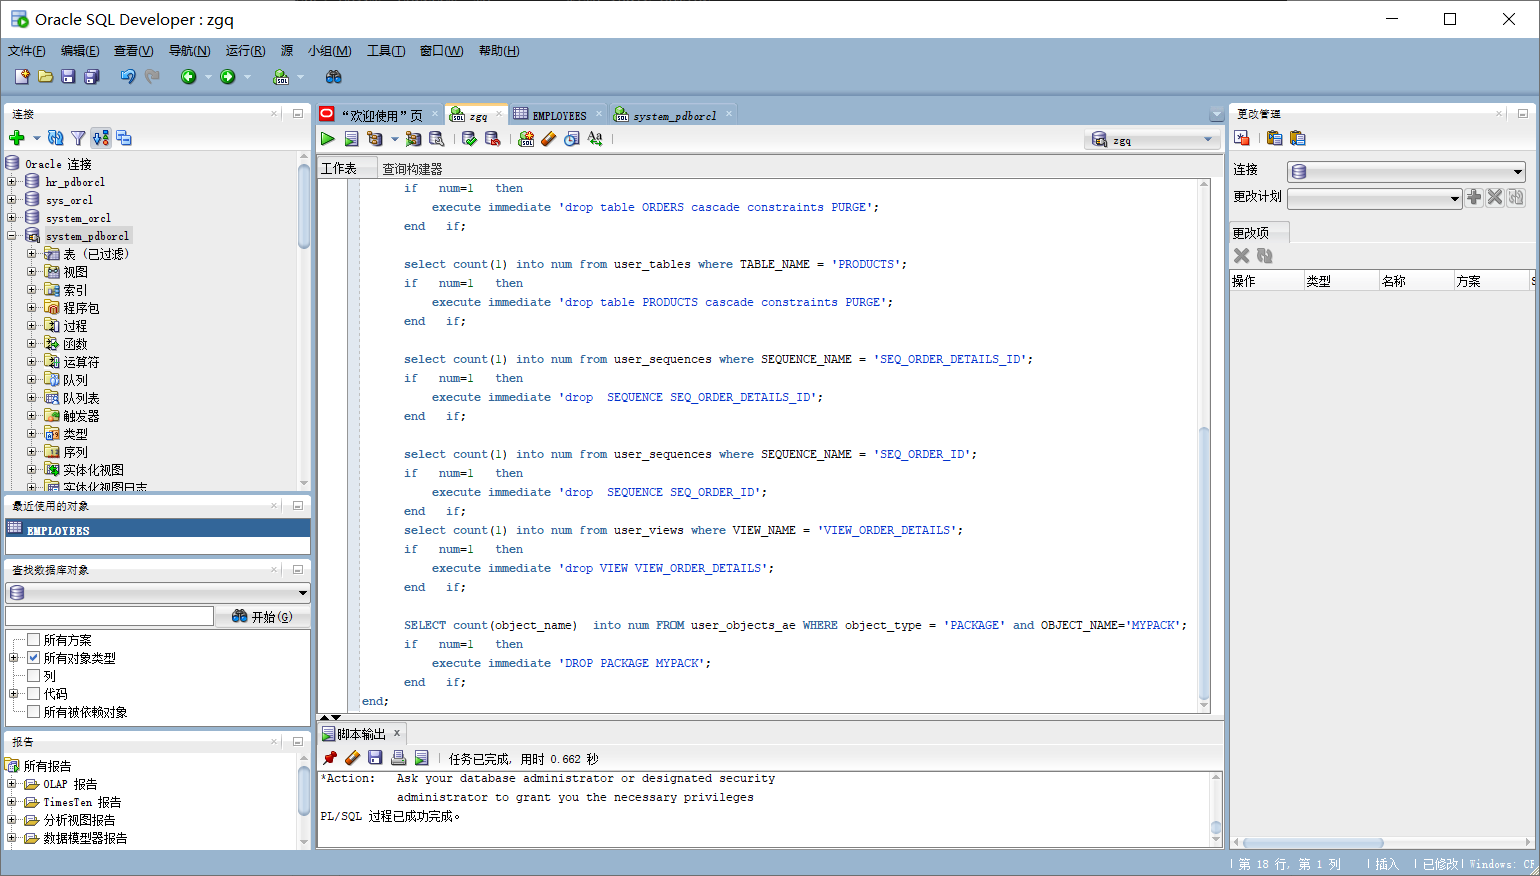 Oracle SQL Developer : zgq
文件(F) 编辑(E) 查看(V) 导航(N) 运行(R) 源 小组(M) 工具(T) 窗口(W) 帮助(H)
连接
Oracle 连接
hr_pdborcl
sys_orcl
system_orcl
system_pdborcl
表 (已过滤)
视图
索引
程序包
过程
函数
运算符
队列
队列表
触发器
类型
序列
实体化视图
实体化视图日志
最近使用的对象
EMPLOYEES
查找数据库对象
开始(G)
所有方案
所有对象类型
列
代码
所有被依赖对象
报告
所有报告
OLAP 报告
TimesTen 报告
分析视图报告
数据模型器报告
“欢迎使用”页 zgq EMPLOYEES system_pdborcl
zgq
工作表 查询构建器
if num=1 then
execute immediate 'drop table ORDERS cascade constraints PURGE';
end if;
select count(1) into num from user_tables where TABLE_NAME = 'PRODUCTS';
if num=1 then
execute immediate 'drop table PRODUCTS cascade constraints PURGE';
end if;
select count(1) into num from user_sequences where SEQUENCE_NAME = 'SEQ_ORDER_DETAILS_ID';
if num=1 then
execute immediate 'drop  SEQUENCE SEQ_ORDER_DETAILS_ID';
end if;
select count(1) into num from user_sequences where SEQUENCE_NAME = 'SEQ_ORDER_ID';
if num=1 then
execute immediate 'drop  SEQUENCE SEQ_ORDER_ID';
end if;
select count(1) into num from user_views where VIEW_NAME = 'VIEW_ORDER_DETAILS';
if num=1 then
execute immediate 'drop VIEW VIEW_ORDER_DETAILS';
end if;
SELECT count(object_name)  into num FROM user_objects_ae WHERE object_type = 'PACKAGE' and OBJECT_NAME='MYPACK';
if num=1 then
execute immediate 'DROP PACKAGE MYPACK';
end if;
end;
脚本输出 x
任务已完成, 用时 0.662 秒
*Action: Ask your database administrator or designated security
administrator to grant you the necessary privileges
PL/SQL 过程已成功完成。
更改管理
连接
更改计划
更改项
操作 类型 名称 方案 S
第 18 行, 第 1 列 插入 已修改 Windows: CR